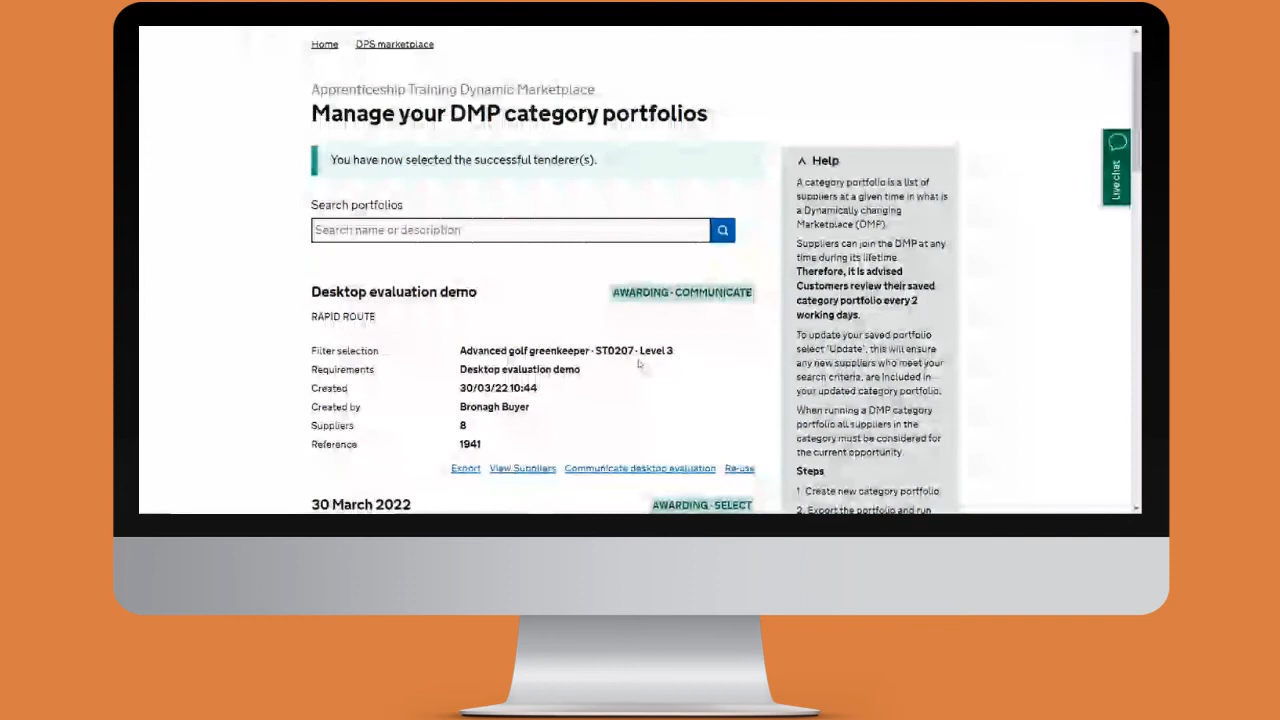 Home DPS marketplace
Apprenticeship Training Dynamic Marketplace
Manage your DMP category portfolios
You have now selected the successful tenderer(s).
Search portfolios
Search name or description
Desktop evaluation demo AWARDING - COMMUNICATE
RAPID ROUTE
Filter selection Advanced golf greenkeeper - ST0207 - Level 3
Requirements Desktop evaluation demo
Created 30/03/22 10:44
Created by Bronagh Buyer
Suppliers 8
Reference 1941
Export View Suppliers Communicate desktop evaluation Re-use
30 March 2022 AWARDING - SELECT
Help
A category portfolio is a list of
suppliers at a given time in what is
a Dynamically changing
Marketplace (DMP).
Suppliers can join the DMP at any
time during its lifetime.
Therefore, it is advised
Customers review their saved
category portfolio every 2
working days.
To update your saved portfolio
select 'Update', this will ensure
any new suppliers who meet your
search criteria, are included in
your updated category portfolio.
When running a DMP category
portfolio all suppliers in the
category must be considered for
the current opportunity.
Steps
1. Create new category portfolio
2. Export the portfolio and run
Live chat